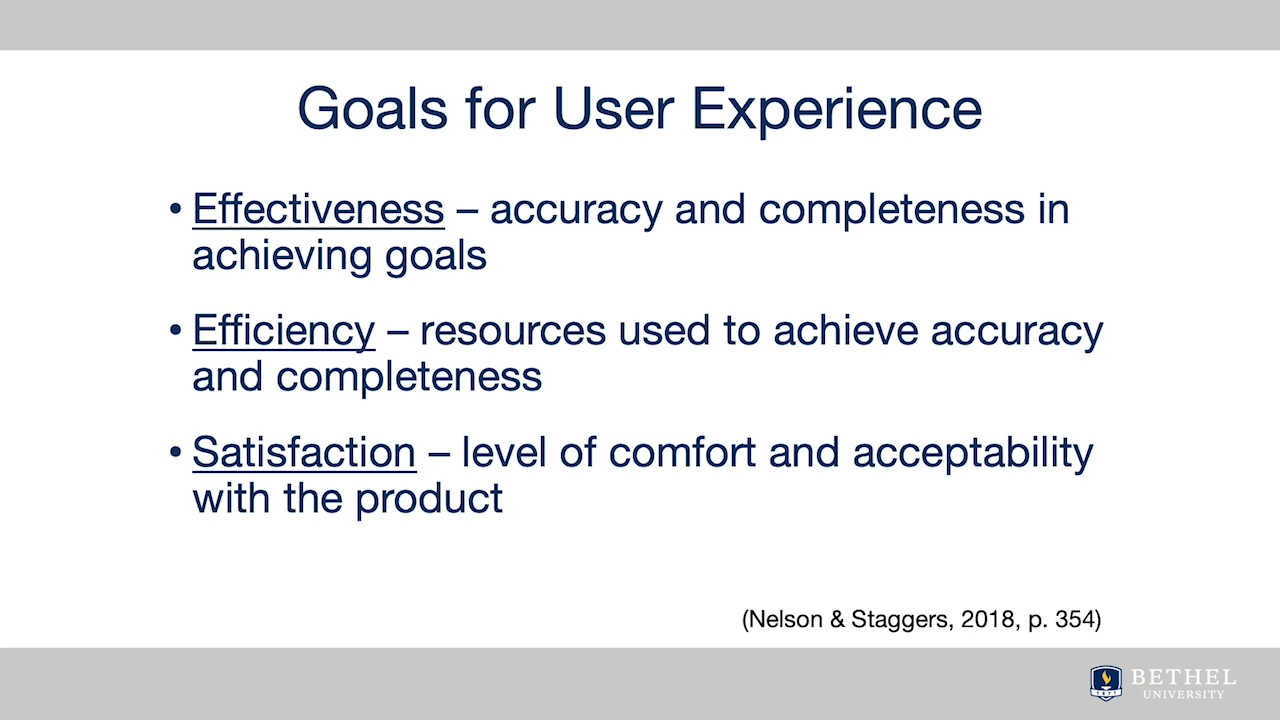 Goals for User Experience
• Effectiveness – accuracy and completeness in
achieving goals
• Efficiency – resources used to achieve accuracy
and completeness
• Satisfaction – level of comfort and acceptability
with the product
(Nelson & Staggers, 2018, p. 354)
BETHEL
UNIVERSITY